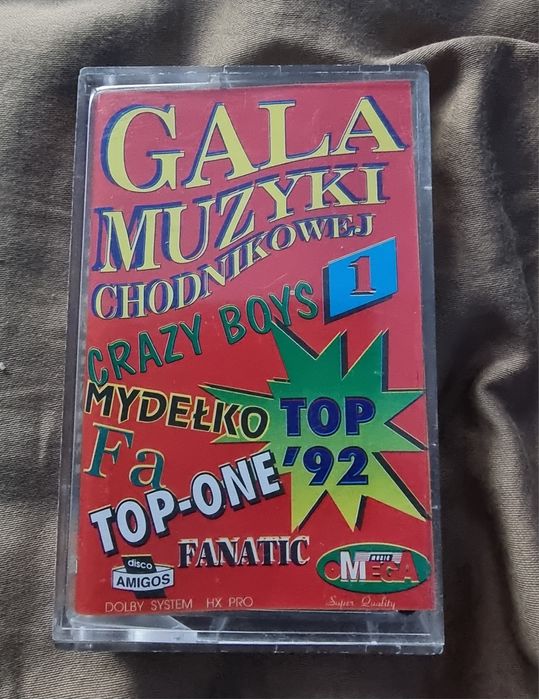 GALA
MUZYKI
CHODNIKOWEJ
1
CRAZY BOYS
MYDEŁKO
Fa
TOP
'92
TOP-ONE
FANATIC
disco
AMIGOS
MUSIC
OMEGA
DOLBY SYSTEM HX PRO
Super Quality